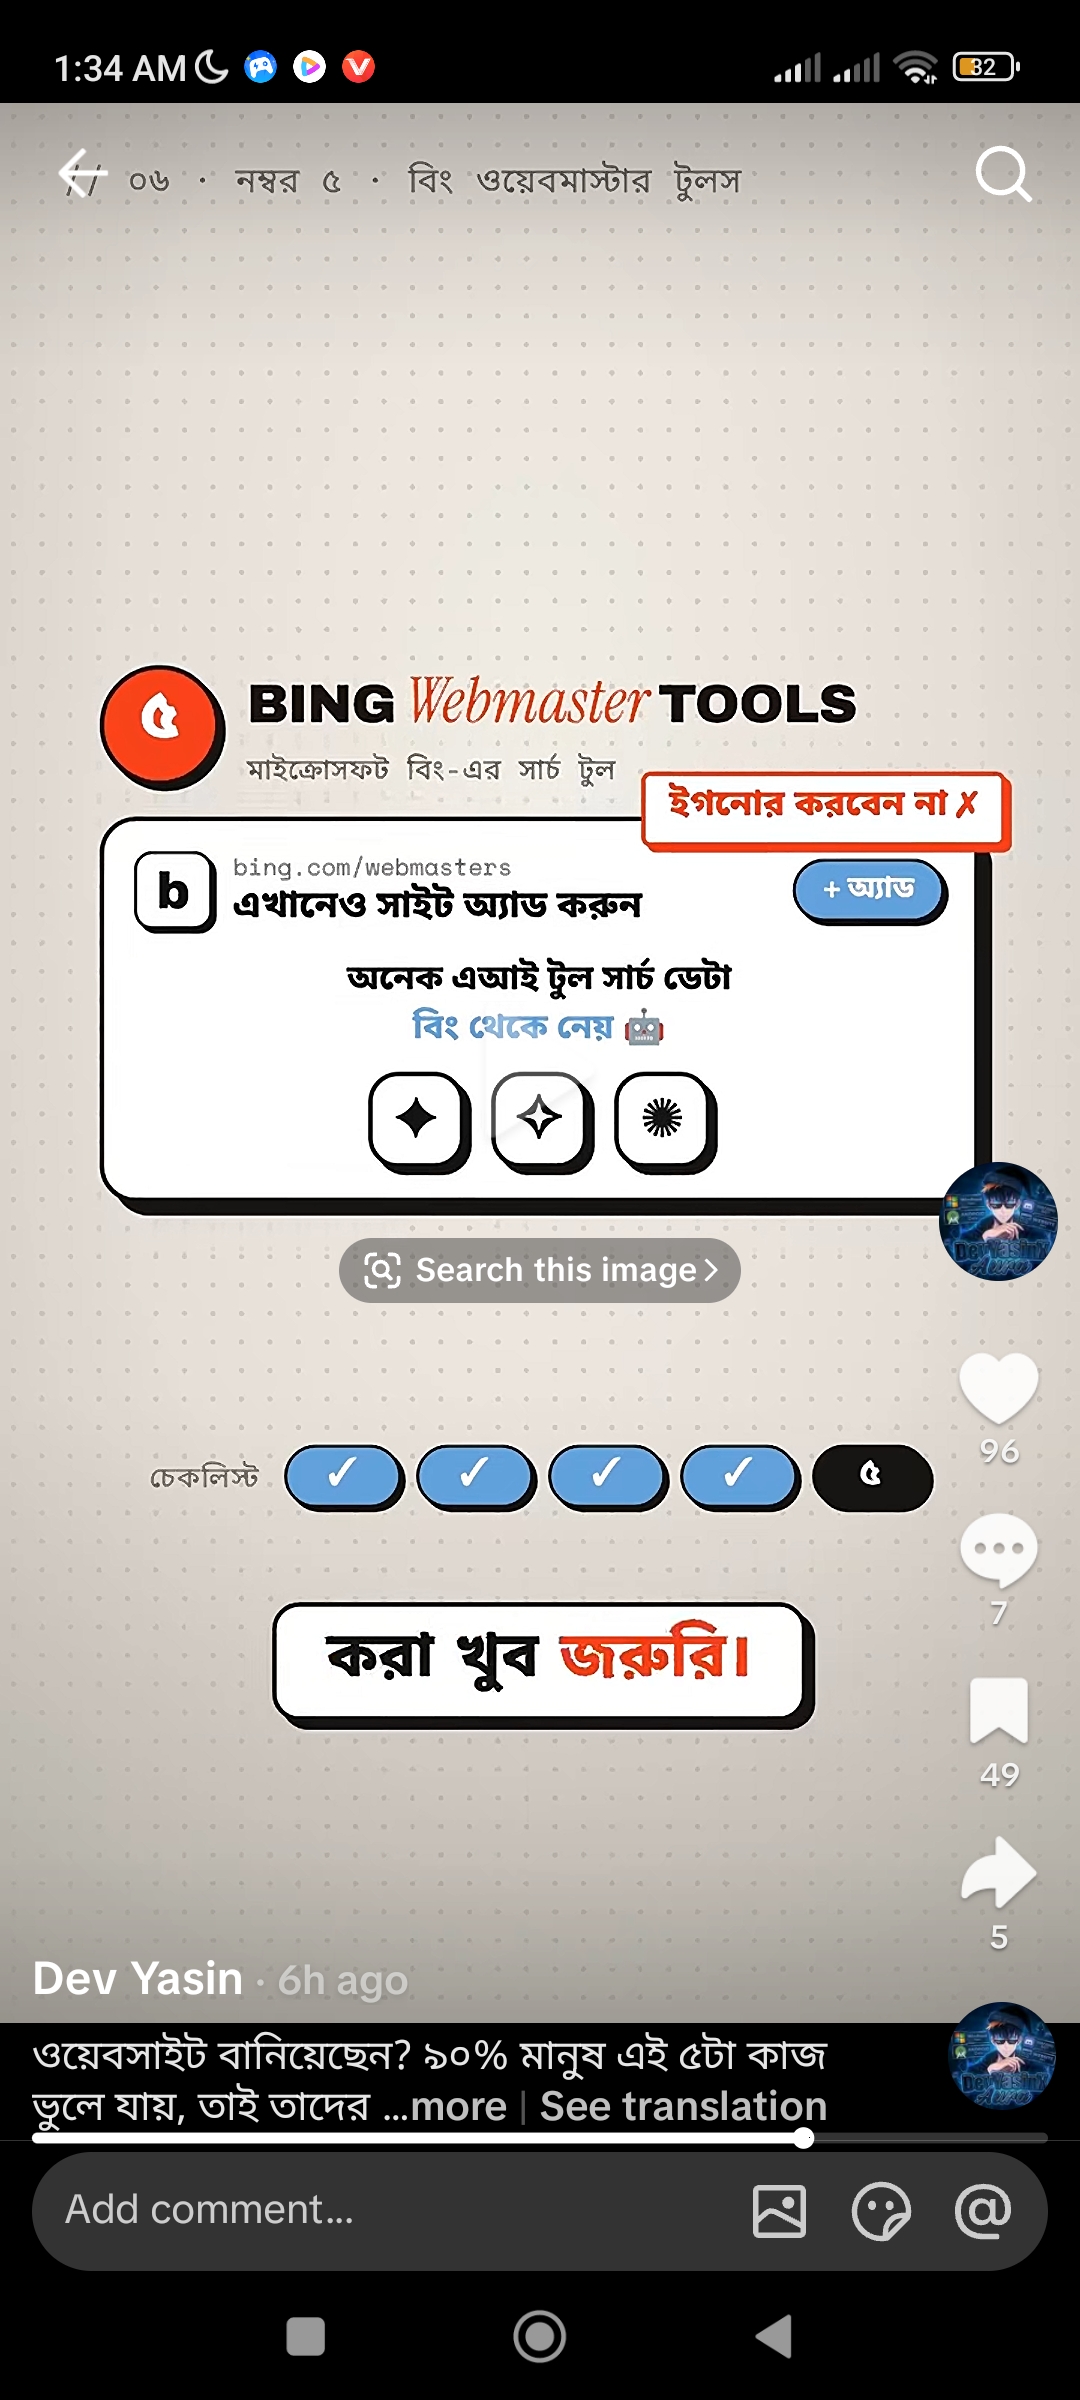 1:34 AM
32
// ০৬ · নম্বর ৫ · বিং ওয়েবমাস্টার টুলস
৫
BING Webmaster TOOLS
মাইক্রোসফট বিং-এর সার্চ টুল
ইগনোর করবেন না ✗
b
bing.com/webmasters
এখানেও সাইট অ্যাড করুন
+ অ্যাড
অনেক এআই টুল সার্চ ডেটা
বিং থেকে নেয় 🤖
Search this image
96
চেকলিস্ট ✓ ✓ ✓ ✓ ৫
7
করা খুব জরুরি।
49
5
Dev Yasin · 6h ago
ওয়েবসাইট বানিয়েছেন? ৯০% মানুষ এই ৫টা কাজ
ভুলে যায়, তাই তাদের ...more | See translation
Add comment...